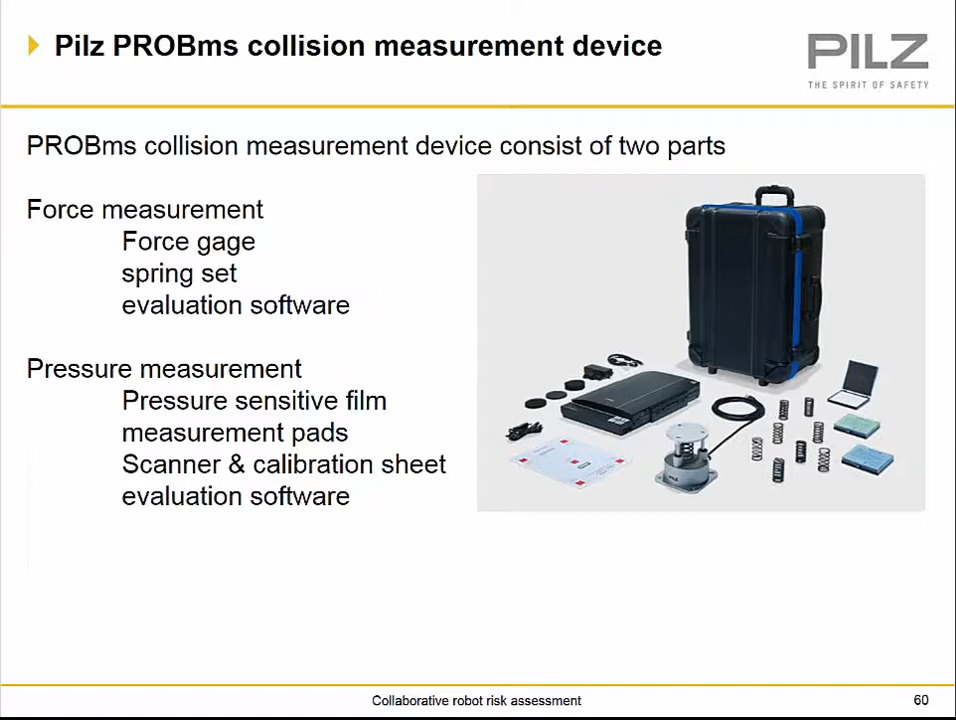 Pilz PROBms collision measurement device
PILZ
THE SPIRIT OF SAFETY
PROBms collision measurement device consist of two parts
Force measurement
Force gage
spring set
evaluation software
Pressure measurement
Pressure sensitive film
measurement pads
Scanner & calibration sheet
evaluation software
PILZ
Collaborative robot risk assessment
60